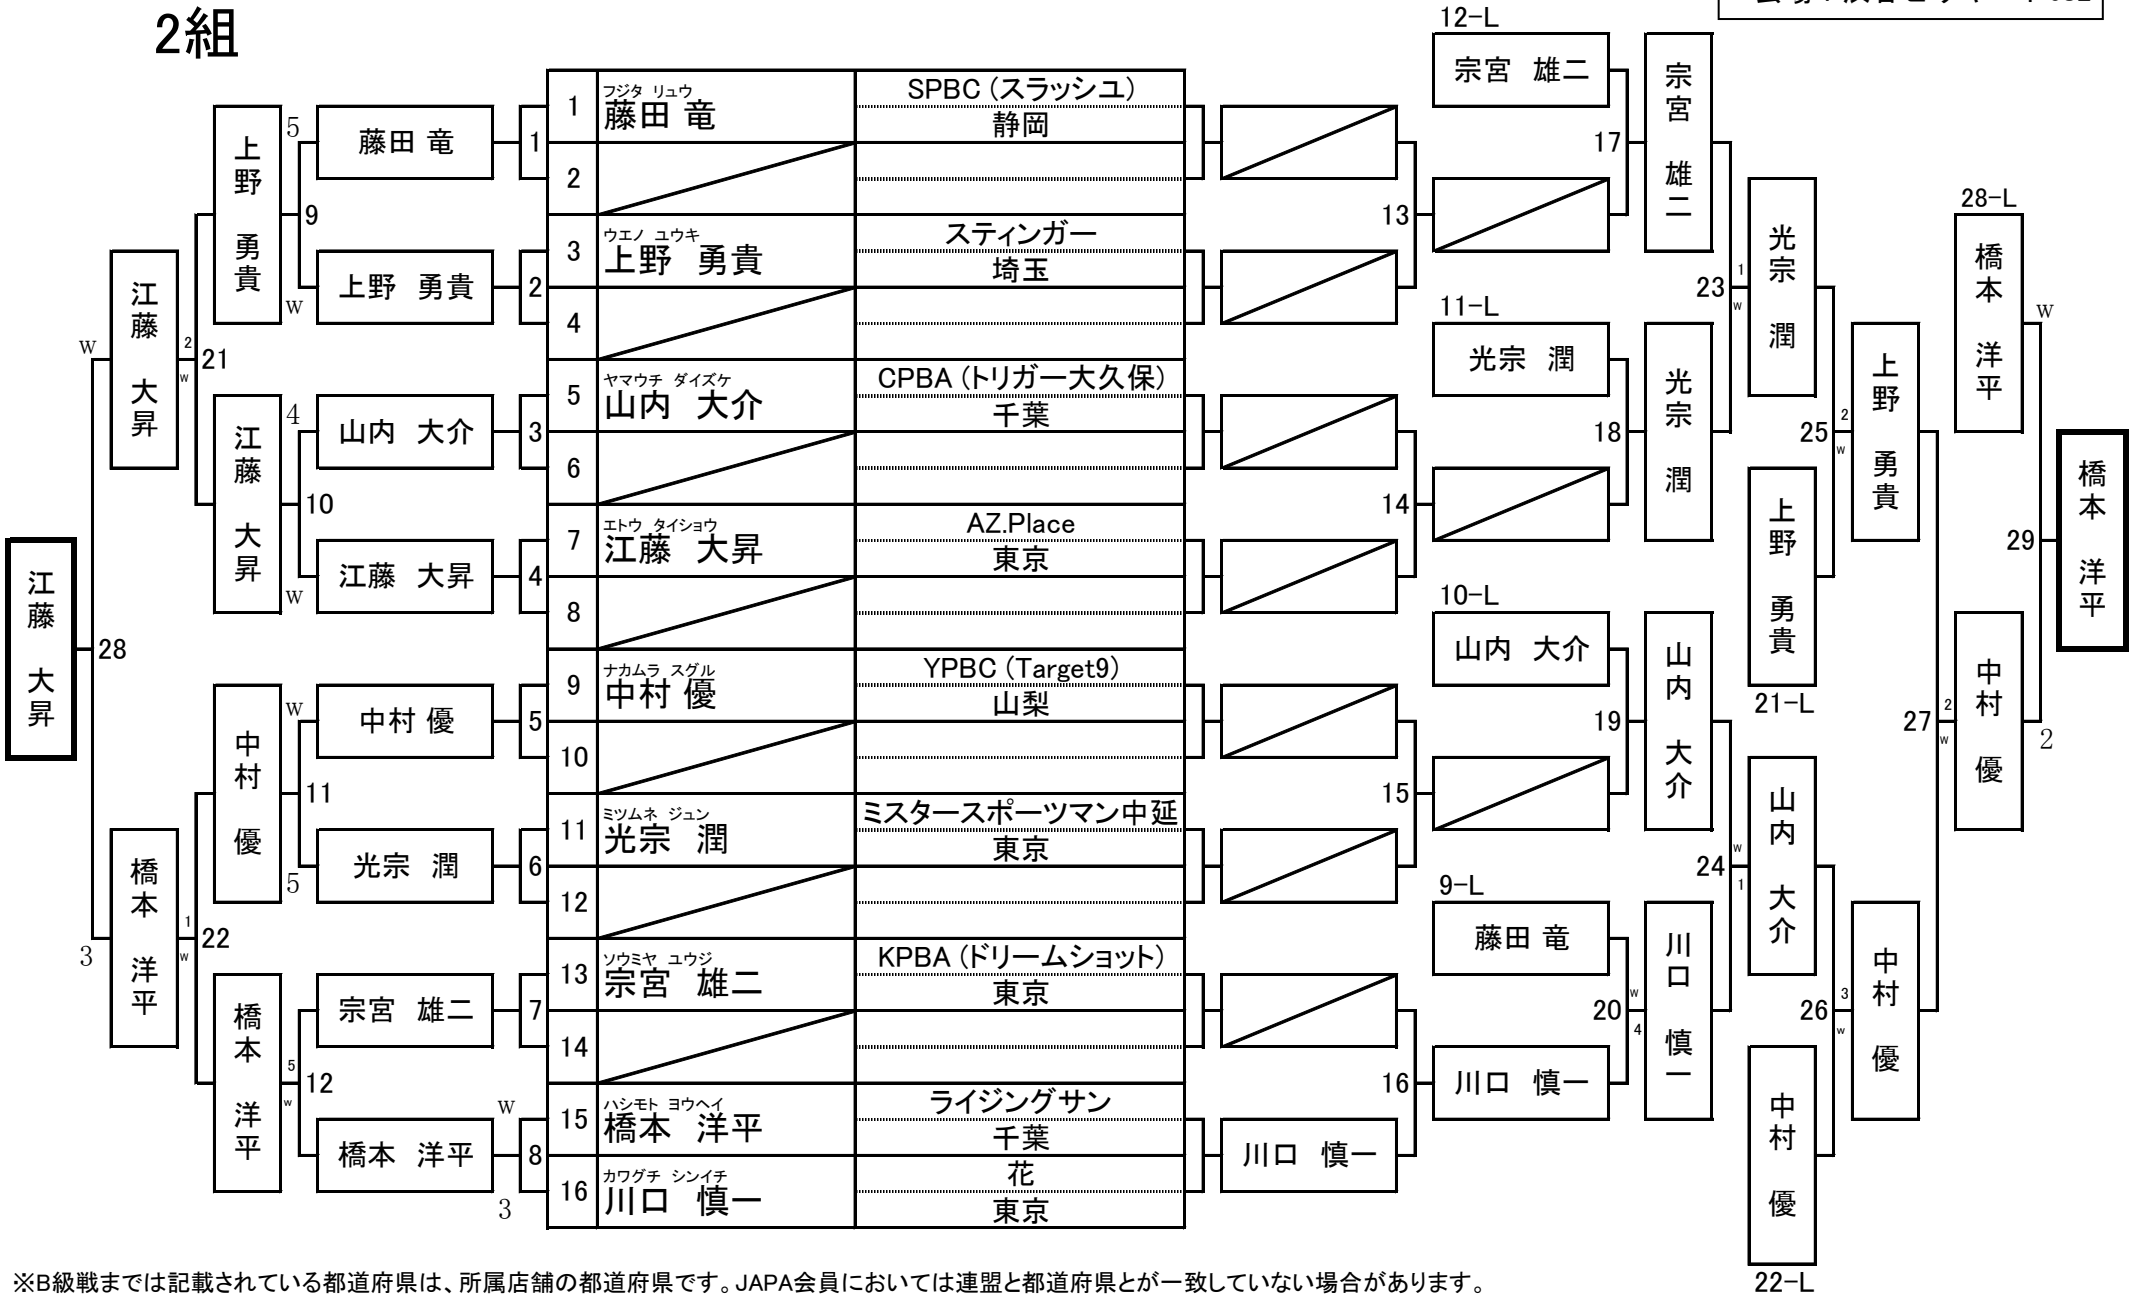 2組
1
フジタ リュウ
藤田 竜
SPBC (スラッシュ)
静岡
2
3
ウエノ ユウキ
上野 勇貴
スティンガー
埼玉
4
5
ヤマウチ ダイスケ
山内 大介
CPBA (トリガー大久保)
千葉
6
7
エトウ タイショウ
江藤 大昇
AZ.Place
東京
8
9
ナカムラ スグル
中村 優
YPBC (Target9)
山梨
10
11
ミツムネ ジュン
光宗 潤
ミスタースポーツマン中延
東京
12
13
ソウミヤ ユウジ
宗宮 雄二
KPBA (ドリームショット)
東京
14
15
ハシモト ヨウヘイ
橋本 洋平
ライジングサン
千葉
16
カワグチ シンイチ
川口 慎一
花
東京
藤田 竜
1
上野 勇貴
2
山内 大介
3
江藤 大昇
4
中村 優
5
光宗 潤
6
宗宮 雄二
7
橋本 洋平
w
8
3
上野 勇貴
5
9
w
江藤 大昇
4
10
w
中村 優
w
11
5
橋本 洋平
5
12
w
江藤 大昇
2
21
w
橋本 洋平
1
22
w
江藤 大昇
w
28
3
川口 慎一
13
14
15
16
川口 慎一
12-L
宗宮 雄二
17
11-L
光宗 潤
18
10-L
山内 大介
19
9-L
藤田 竜
w
20
4
宗宮 雄二
光宗 潤
山内 大介
川口 慎一
1
23
w
w
24
1
光宗 潤
上野 勇貴
21-L
山内 大介
中村 優
22-L
2
25
w
3
26
w
上野 勇貴
中村 優
2
27
w
28-L
橋本 洋平
中村 優
w
29
2
橋本 洋平
※B級戦までは記載されている都道府県は、所属店舗の都道府県です。JAPA会員においては連盟と都道府県とが一致していない場合があります。